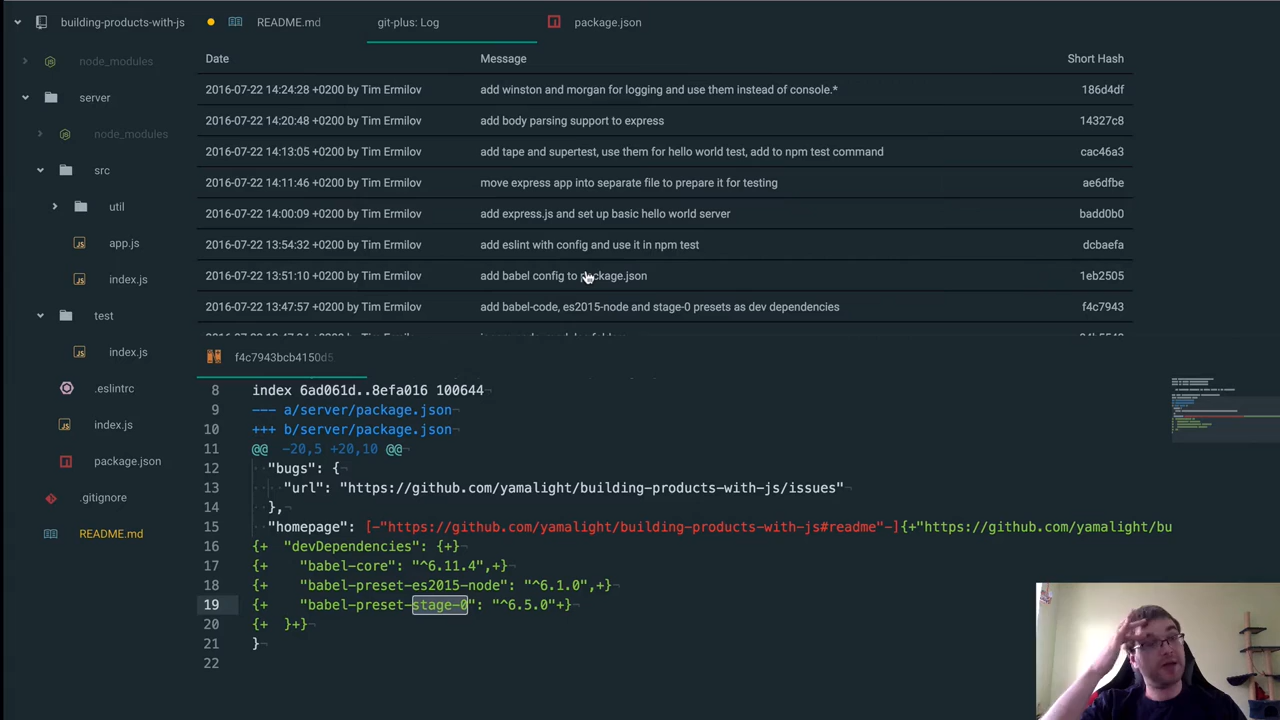 building-products-with-js
README.md
git-plus: Log
package.json
node_modules
server
node_modules
src
util
app.js
index.js
test
index.js
.eslintrc
index.js
package.json
.gitignore
README.md
Date Message Short Hash
2016-07-22 14:24:28 +0200 by Tim Ermilov add winston and morgan for logging and use them instead of console.* 186d4df
2016-07-22 14:20:48 +0200 by Tim Ermilov add body parsing support to express 14327c8
2016-07-22 14:13:05 +0200 by Tim Ermilov add tape and supertest, use them for hello world test, add to npm test command cac46a3
2016-07-22 14:11:46 +0200 by Tim Ermilov move express app into separate file to prepare it for testing ae6dfbe
2016-07-22 14:00:09 +0200 by Tim Ermilov add express.js and set up basic hello world server badd0b0
2016-07-22 13:54:32 +0200 by Tim Ermilov add eslint with config and use it in npm test dcbaefa
2016-07-22 13:51:10 +0200 by Tim Ermilov add babel config to package.json 1eb2505
2016-07-22 13:47:57 +0200 by Tim Ermilov add babel-code, es2015-node and stage-0 presets as dev dependencies f4c7943
f4c7943bcb4150d5
8 index 6ad061d..8efa016 100644
9 --- a/server/package.json
10 +++ b/server/package.json
11 @@ -20,5 +20,10 @@
12 "bugs": {
13 "url": "https://github.com/yamalight/building-products-with-js/issues"
14 },
15 "homepage": [-"https://github.com/yamalight/building-products-with-js#readme"-]{+"https://github.com/yamalight/bu
16 {+ "devDependencies": {+}
17 {+ "babel-core": "^6.11.4",+}
18 {+ "babel-preset-es2015-node": "^6.1.0",+}
19 {+ "babel-preset-stage-0": "^6.5.0"+}
20 {+ }+}
21 }
22